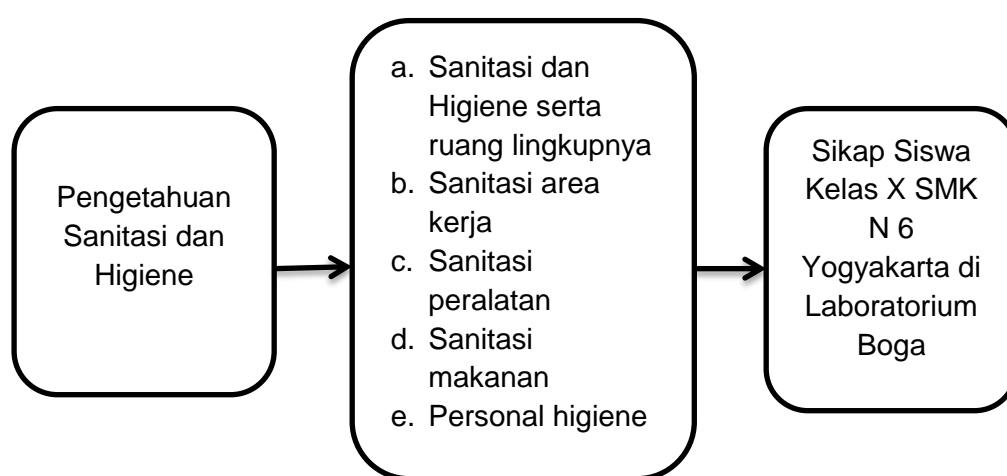 Pengetahuan
Sanitasi dan
Higiene
a. Sanitasi dan
Higiene serta
ruang lingkupnya
b. Sanitasi area
kerja
c. Sanitasi
peralatan
d. Sanitasi
makanan
e. Personal higiene
Sikap Siswa
Kelas X SMK
N 6
Yogyakarta di
Laboratorium
Boga